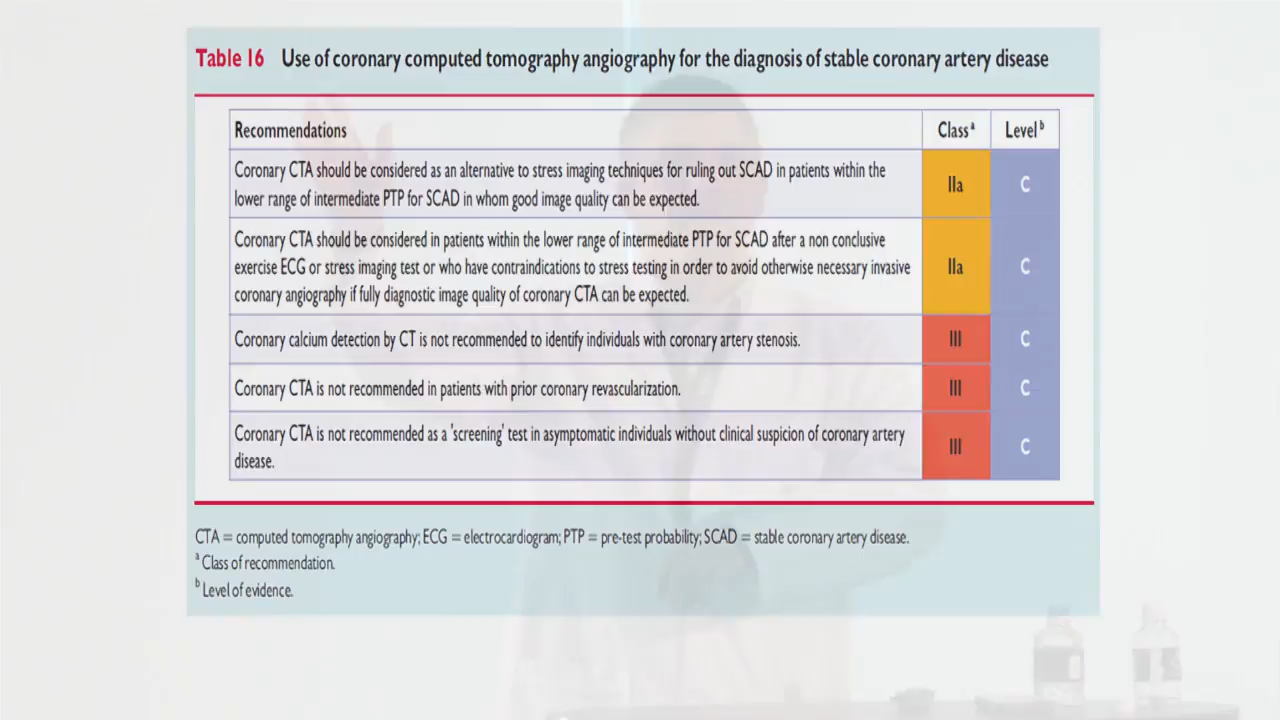 Table 16 Use of coronary computed tomography angiography for the diagnosis of stable coronary artery disease
Recommendations Class a Level b
Coronary CTA should be considered as an alternative to stress imaging techniques for ruling out SCAD in patients within the
lower range of intermediate PTP for SCAD in whom good image quality can be expected.
IIa C
Coronary CTA should be considered in patients within the lower range of intermediate PTP for SCAD after a non conclusive
exercise ECG or stress imaging test or who have contraindications to stress testing in order to avoid otherwise necessary invasive
coronary angiography if fully diagnostic image quality of coronary CTA can be expected.
IIa C
Coronary calcium detection by CT is not recommended to identify individuals with coronary artery stenosis. III C
Coronary CTA is not recommended in patients with prior coronary revascularization. III C
Coronary CTA is not recommended as a 'screening' test in asymptomatic individuals without clinical suspicion of coronary artery
disease.
III C
CTA = computed tomography angiography; ECG = electrocardiogram; PTP = pre-test probability; SCAD = stable coronary artery disease.
a Class of recommendation.
b Level of evidence.